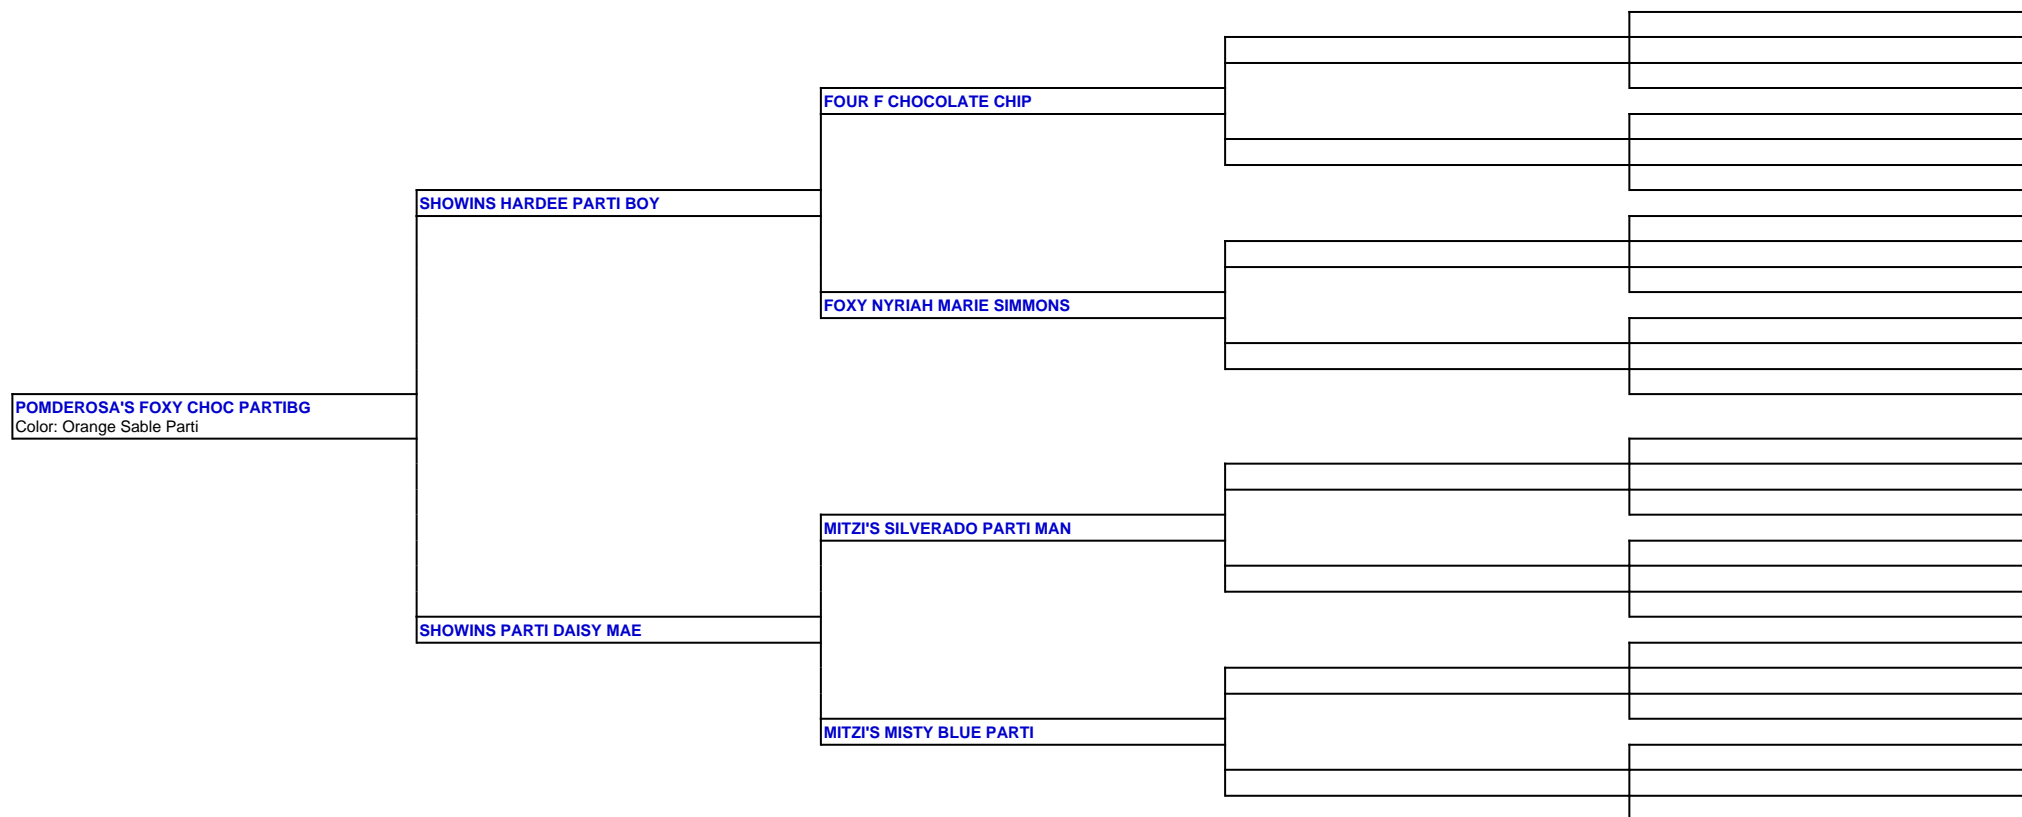 FOUR F CHOCOLATE CHIP
SHOWINS HARDEE PARTI BOY
FOXY NYRIAH MARIE SIMMONS
POMDEROSA'S FOXY CHOC PARTIBG
Color: Orange Sable Parti
MITZI'S SILVERADO PARTI MAN
SHOWINS PARTI DAISY MAE
MITZI'S MISTY BLUE PARTI